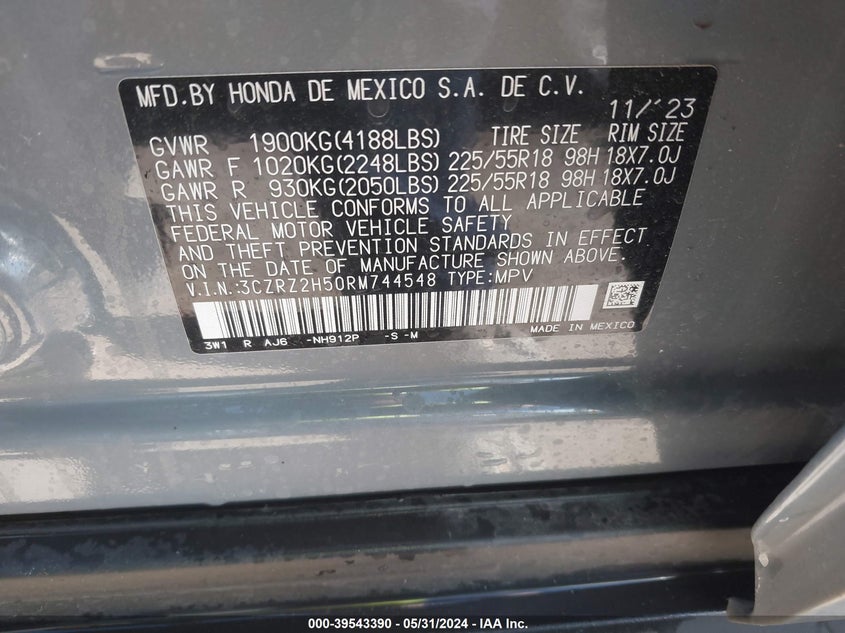 MFD.BY HONDA DE MEXICO S.A. DE C.V.
11/'23
GVWR 1900KG(4188LBS) TIRE SIZE RIM SIZE
GAWR F 1020KG(2248LBS) 225/55R18 98H 18X7.0J
GAWR R 930KG(2050LBS) 225/55R18 98H 18X7.0J
THIS VEHICLE CONFORMS TO ALL APPLICABLE
FEDERAL MOTOR VEHICLE SAFETY
AND THEFT PREVENTION STANDARDS IN EFFECT
ON THE DATE OF MANUFACTURE SHOWN ABOVE.
V.I.N.:3CZRZ2H50RM744548 TYPE:MPV
3W1 R AJ6 -NH912P -S -M
MADE IN MEXICO
000-39543390 - 05/31/2024 - IAA Inc.